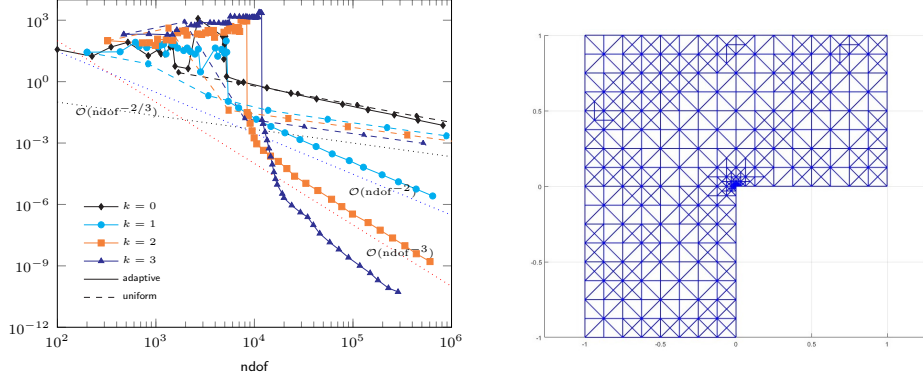 10^3
10^0
10^−3
10^−6
10^−9
10^−12
10^2
10^3
10^4
10^5
10^6
ndof
O(ndof^−2/3)
O(ndof^−2)
O(ndof^−3)
k = 0
k = 1
k = 2
k = 3
adaptive
uniform
1
0.5
0
-0.5
-1
-1
-0.5
0
0.5
1